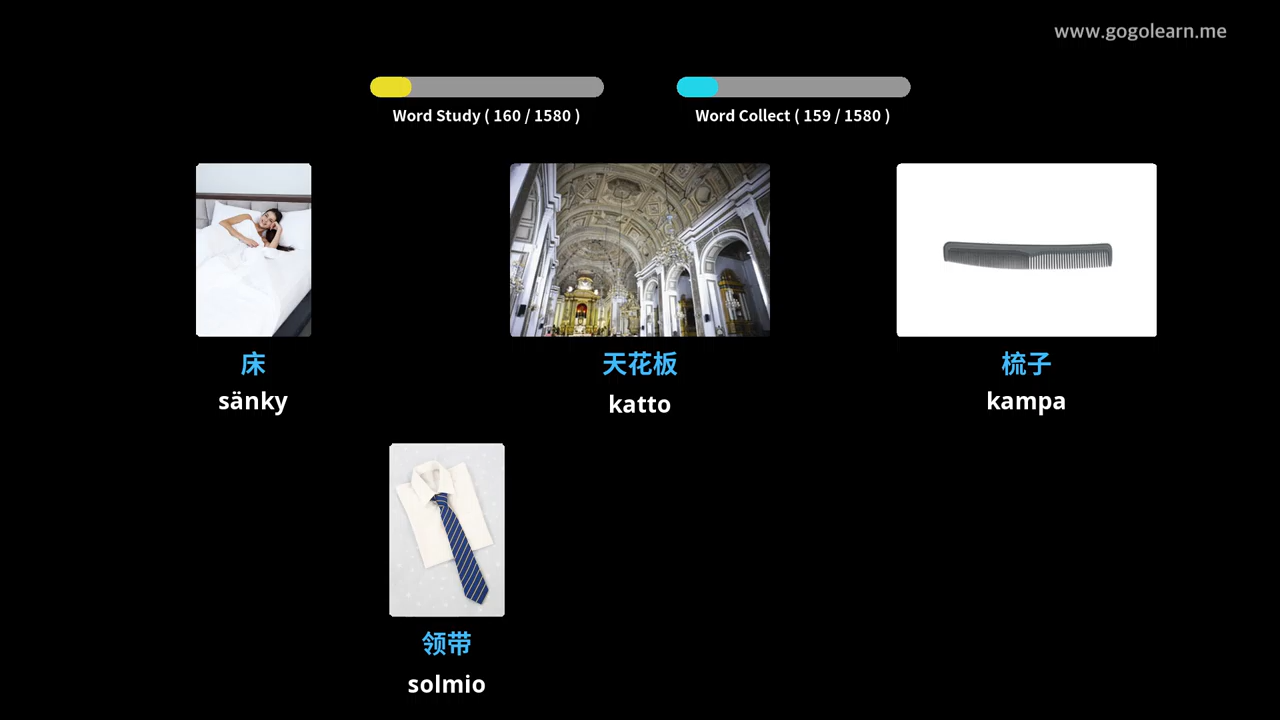 www.gogolearn.me
Word Study ( 160 / 1580 )
Word Collect ( 159 / 1580 )
床
sänky
天花板
katto
梳子
kampa
领带
solmio